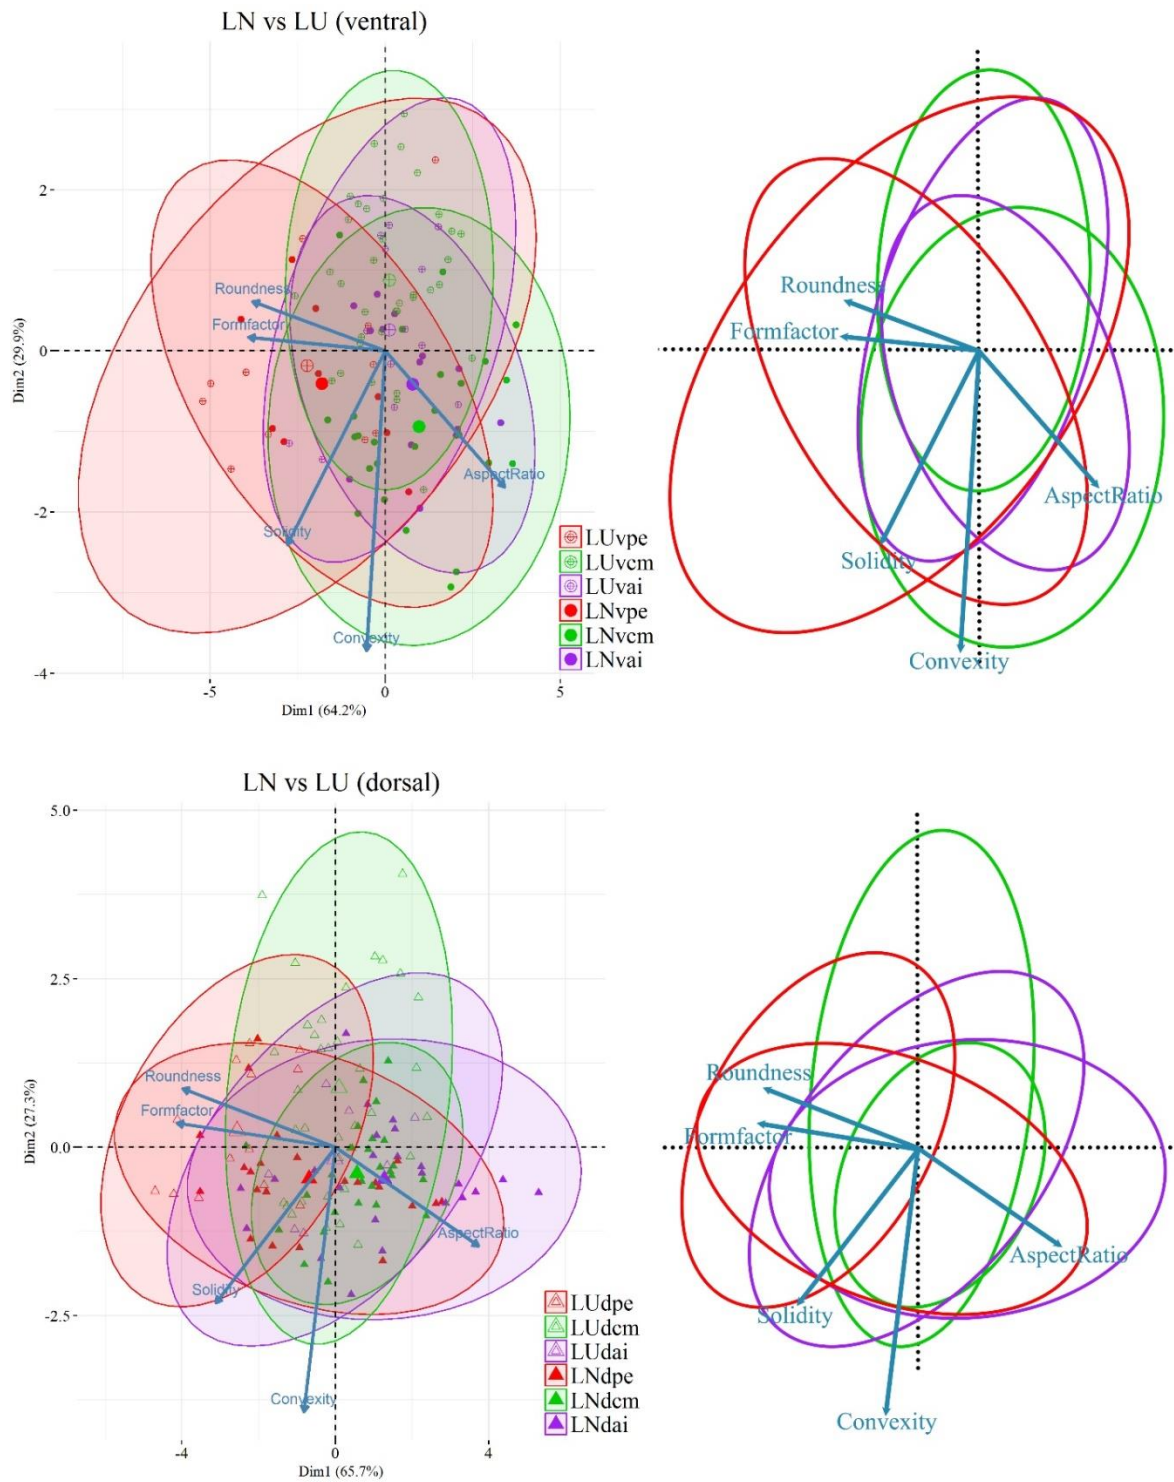 LN vs LU (ventral)
2
0
-2
-4
Dim2 (29.9%)
Roundness
Formfactor
AspectRatio
Solidity
Convexity
LUvpe
LUvcm
LUvai
LNvpe
LNvcm
LNvai
-5
0
5
Dim1 (64.2%)
Roundness
Formfactor
AspectRatio
Solidity
Convexity
LN vs LU (dorsal)
5.0
2.5
0.0
-2.5
Dim2 (27.3%)
Roundness
Formfactor
AspectRatio
Solidity
Convexity
LUdpe
LUdcm
LUdai
LNdpe
LNdcm
LNdai
-4
0
4
Dim1 (65.7%)
Roundness
Formfactor
AspectRatio
Solidity
Convexity